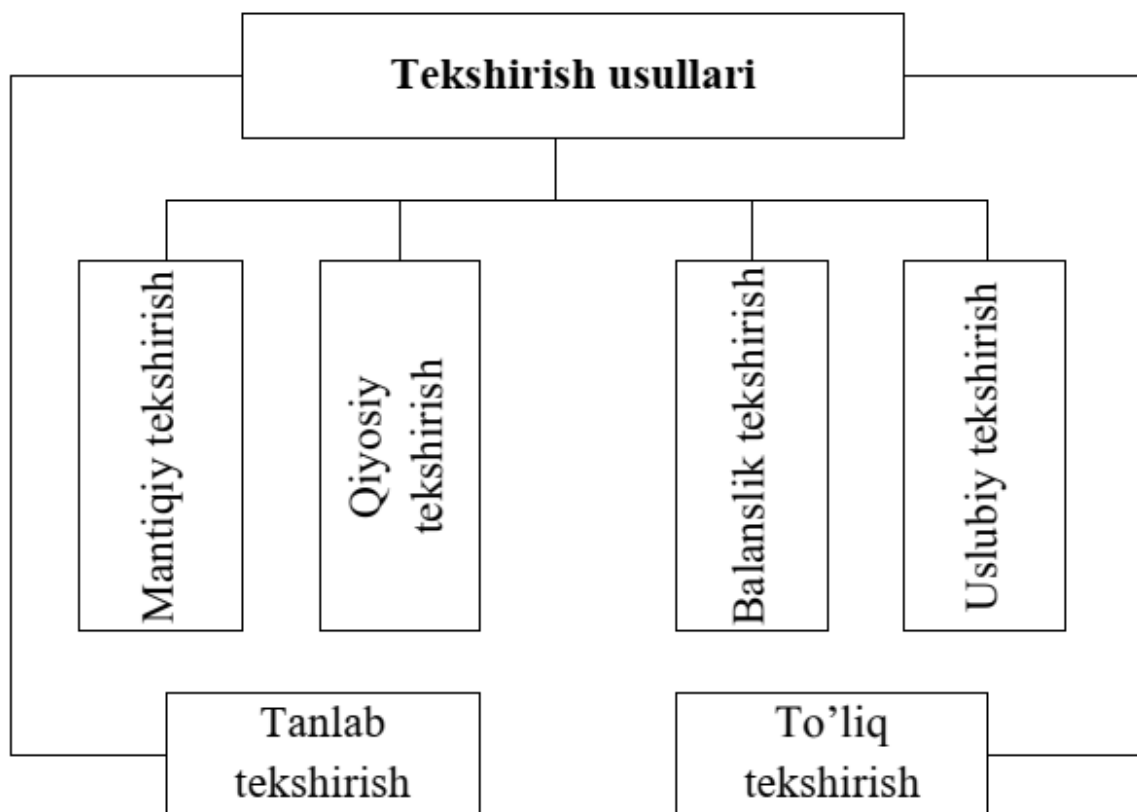 Tekshirish usullari
Mantiqiy tekshirish
Qiyosiy
tekshirish
Balanslik tekshirish
Uslubiy tekshirish
Tanlab
tekshirish
To’liq
tekshirish